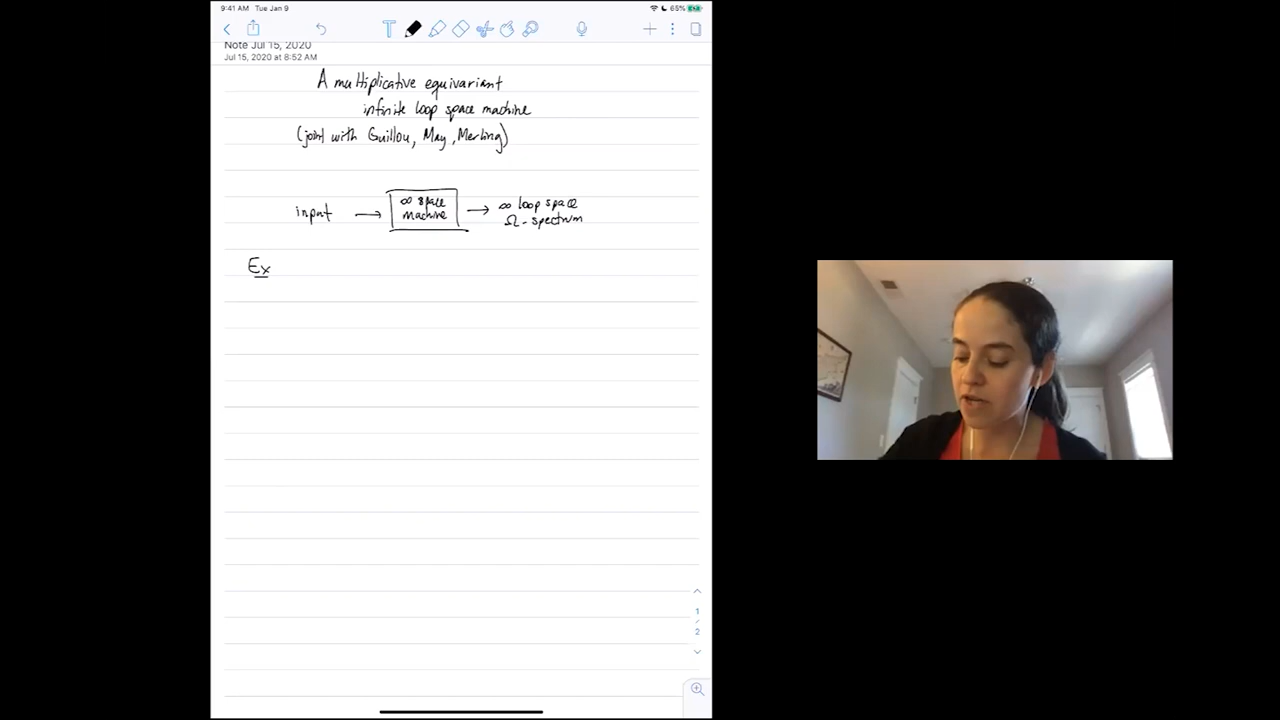 9:41 AM Tue Jan 9
65%
T
Note Jul 15, 2020
Jul 15, 2020 at 8:52 AM
A multiplicative equivariant
infinite loop space machine
(joint with Guillou, May, Merling)
input → ∞ space machine → ∞ loop space
Ω-spectrum
Ex
1
/
2